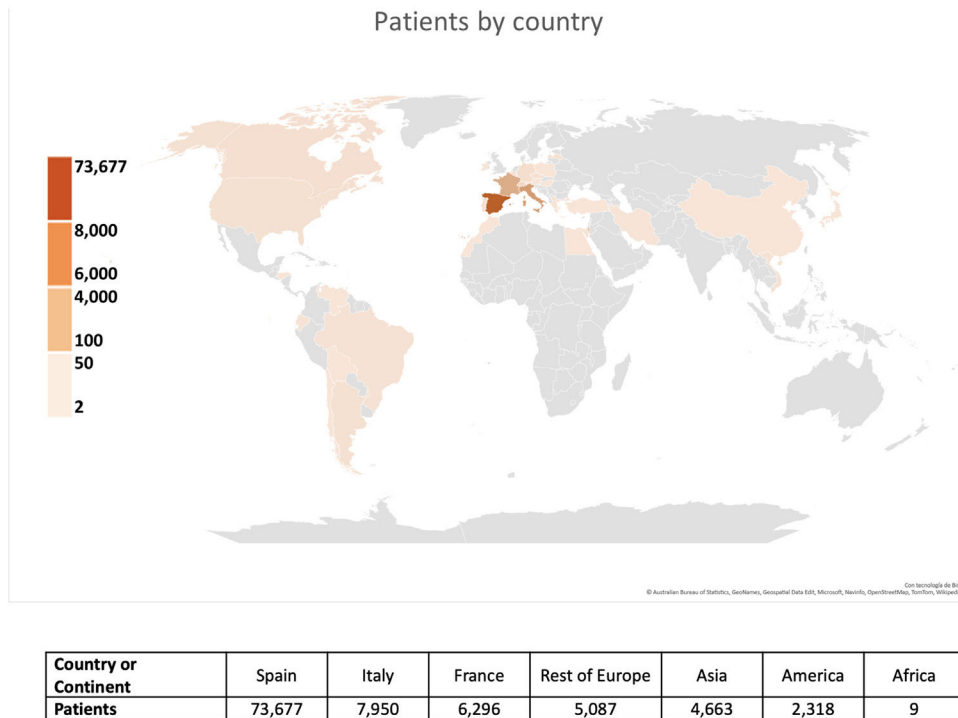 Patients by country
73,677
8,000
6,000
4,000
100
50
2
Con tecnología de Bi
© Australian Bureau of Statistics, GeoNames, Geospatial Data Edit, Microsoft, Navinfo, OpenStreetMap, TomTom, Wikiped
Country or Continent Spain Italy France Rest of Europe Asia America Africa
Patients 73,677 7,950 6,296 5,087 4,663 2,318 9